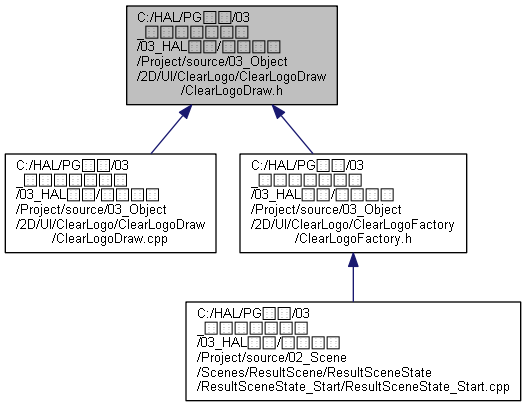 C:/HAL/PG□□/03
_□□□□□□□
/03_HAL□□/□□□□
/Project/source/03_Object
/2D/UI/ClearLogo/ClearLogoDraw
/ClearLogoDraw.h
C:/HAL/PG□□/03
_□□□□□□□
/03_HAL□□/□□□□
/Project/source/03_Object
/2D/UI/ClearLogo/ClearLogoDraw
/ClearLogoDraw.cpp
C:/HAL/PG□□/03
_□□□□□□□
/03_HAL□□/□□□□
/Project/source/03_Object
/2D/UI/ClearLogo/ClearLogoFactory
/ClearLogoFactory.h
C:/HAL/PG□□/03
_□□□□□□□
/03_HAL□□/□□□□
/Project/source/02_Scene
/Scenes/ResultScene/ResultSceneState
/ResultSceneState_Start/ResultSceneState_Start.cpp